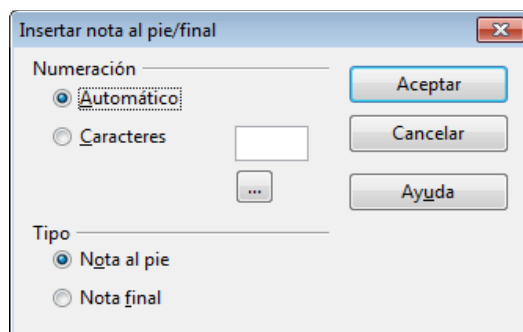 Insertar nota al pie/final
Numeración
Automático
Aceptar
Caracteres
Cancelar
...
Ayuda
Tipo
Nota al pie
Nota final